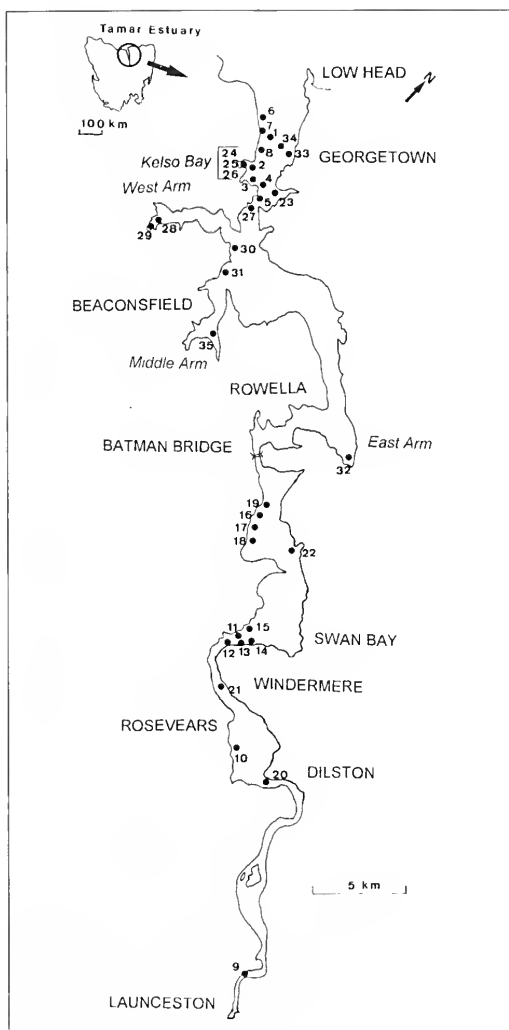 Tamar Estuary
LOW HEAD
N
100 km
6
7
1
34
8
33
GEORGETOWN
24
Kelso Bay 25
26
2
3
4
West Arm
5
23
27
29
28
30
31
BEACONSFIELD
35
Middle Arm
ROWELLA
BATMAN BRIDGE
East Arm
32
19
16
17
18
22
11
15
12
13
14
SWAN BAY
21
WINDERMERE
ROSEVEARS
10
20
DILSTON
5 km
9
LAUNCESTON